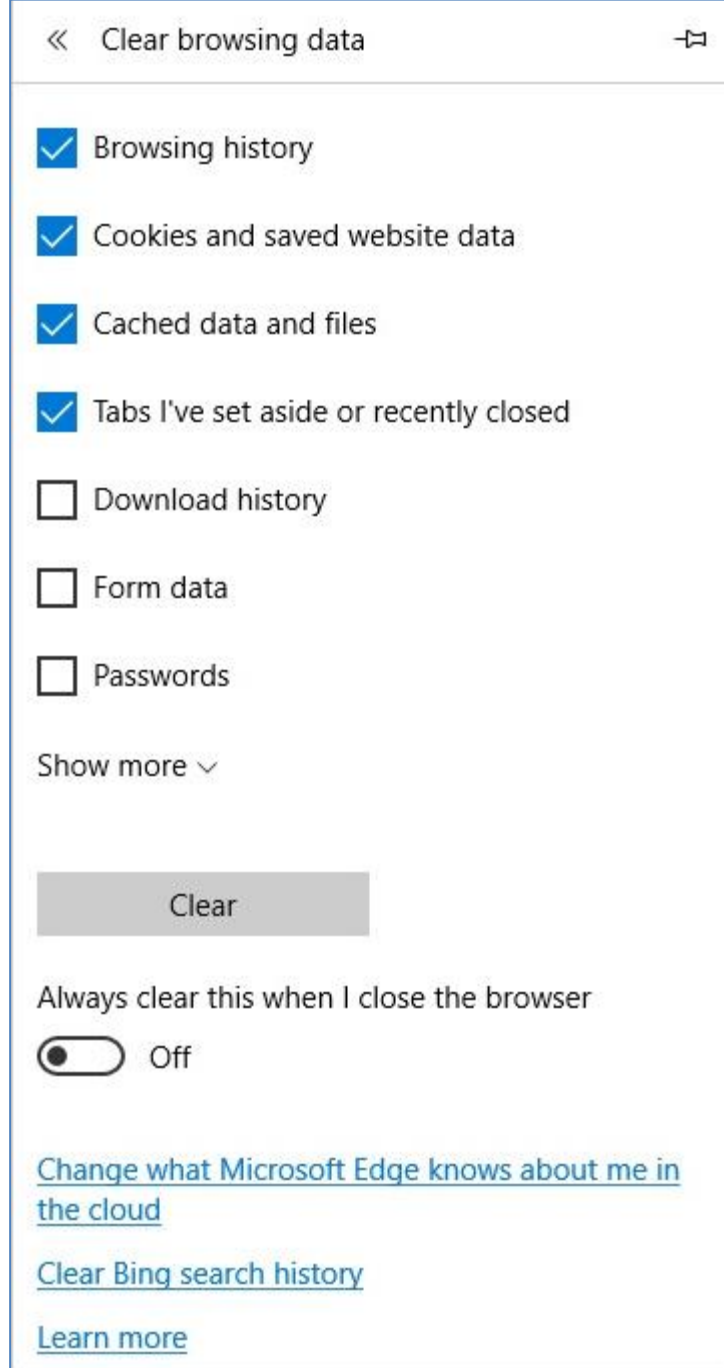 Clear browsing data
Browsing history
Cookies and saved website data
Cached data and files
Tabs I've set aside or recently closed
Download history
Form data
Passwords
Show more
Clear
Always clear this when I close the browser
Off
Change what Microsoft Edge knows about me in
the cloud
Clear Bing search history
Learn more